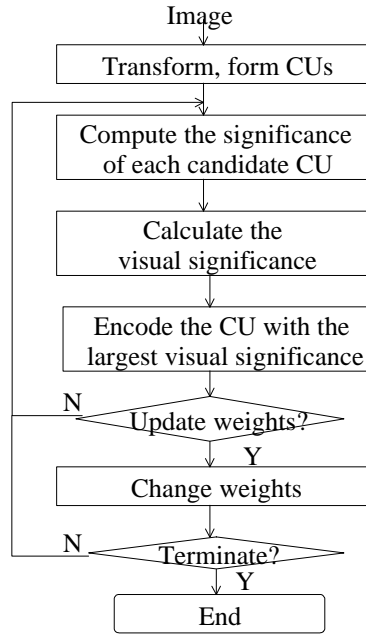 Image
Transform, form CUs
Compute the significance
of each candidate CU
Calculate the
visual significance
Encode the CU with the
largest visual significance
N
Update weights?
Y
Change weights
N
Terminate?
Y
End